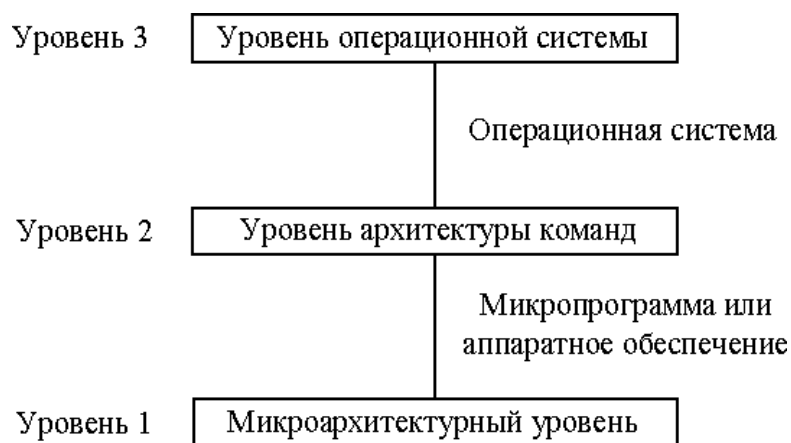 Уровень 3 Уровень операционной системы
Операционная система
Уровень 2 Уровень архитектуры команд
Микропрограмма или
аппаратное обеспечение
Уровень 1 Микроархитектурный уровень